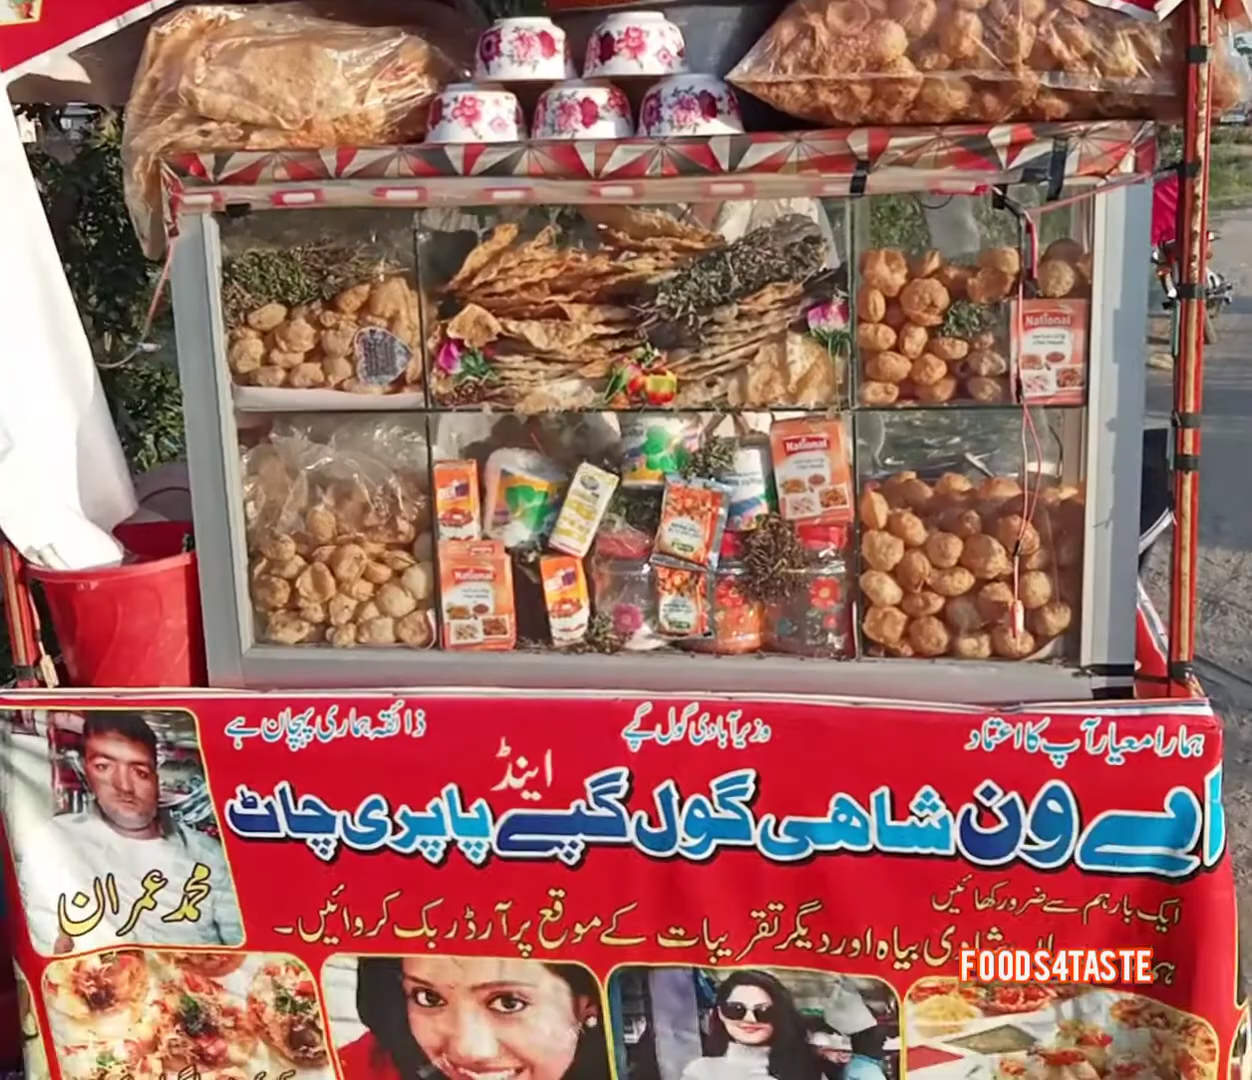 National
National
National
ہمارا معیار آپ کا اعتماد
وزیرآبادی گول گپے
ذائقہ ہماری پہچان ہے
اے ون شاھی گول گپے اینڈ پاپری چاٹ
محمد عمران
ایک بار ہم سے ضرور کھائیں
شادی بیاہ اور دیگر تقریبات کے موقع پر آرڈر بک کروائیں۔
FOODS4TASTE